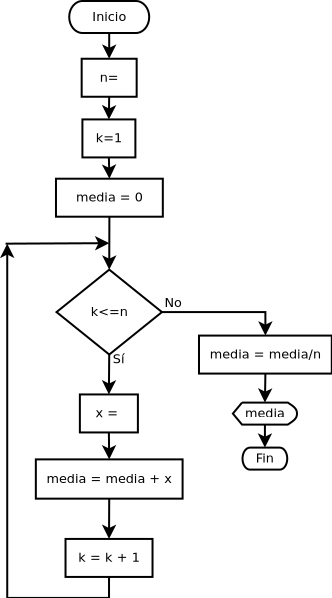 Inicio
n=
k=1
media = 0
k<=n
No
Sí
media = media/n
x =
media
media = media + x
Fin
k = k + 1